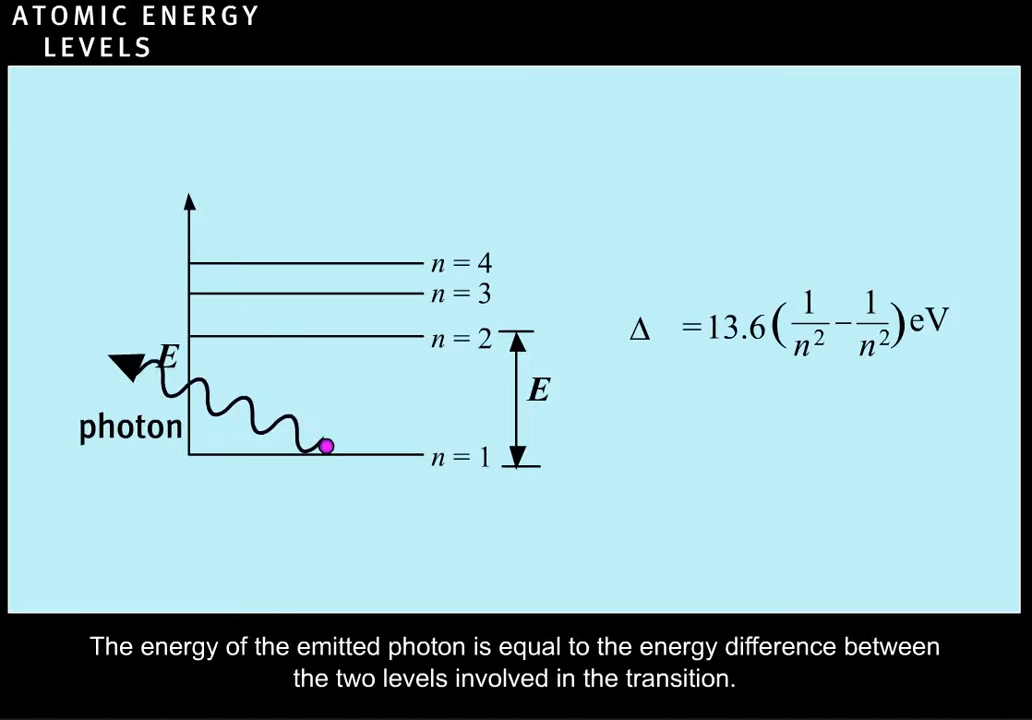 ATOMIC ENERGY
LEVELS
n = 4
n = 3
n = 2
E
E
photon
n = 1
Δ = 13.6 ( 1/n² − 1/n² ) eV
The energy of the emitted photon is equal to the energy difference between
the two levels involved in the transition.